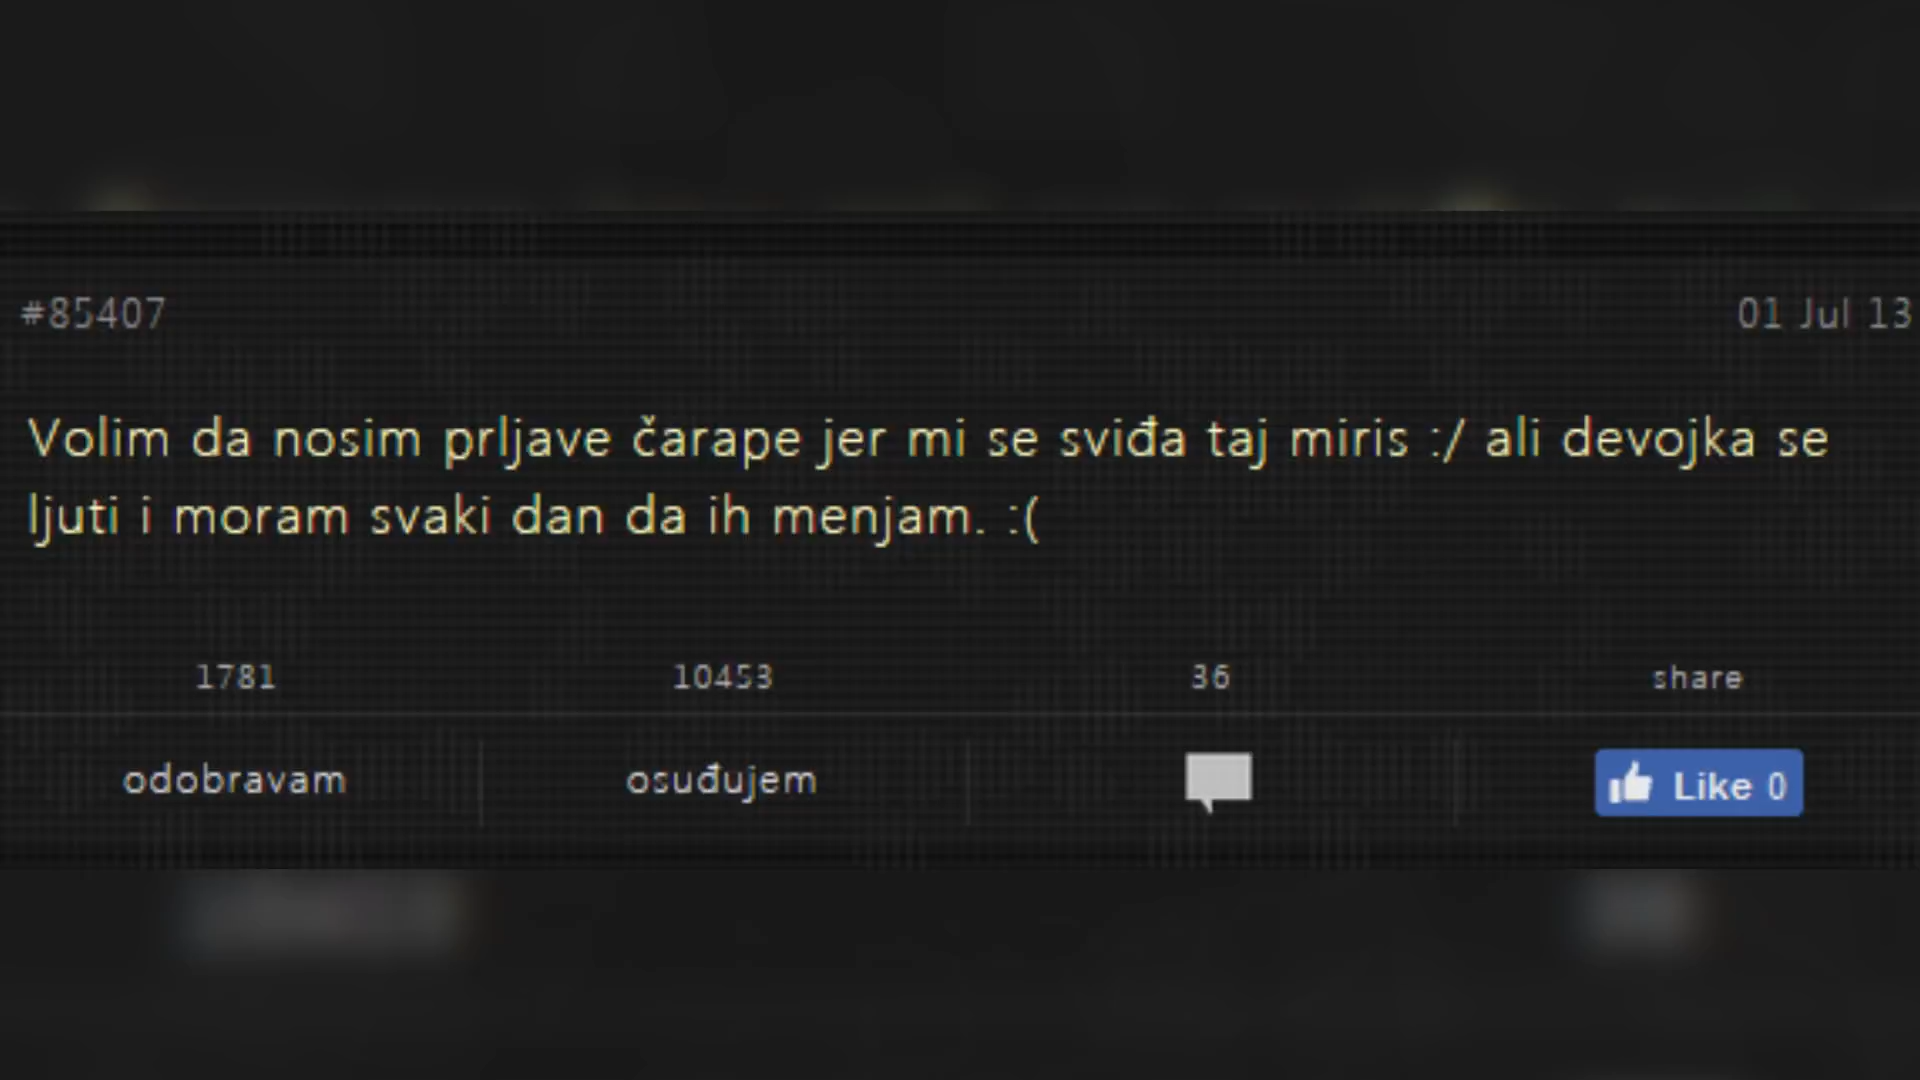 #85407 01 Jul 13
Volim da nosim prljave čarape jer mi se sviđa taj miris :/ ali devojka se
ljuti i moram svaki dan da ih menjam. :(
1781 10453 36 share
odobravam osuđujem Like 0